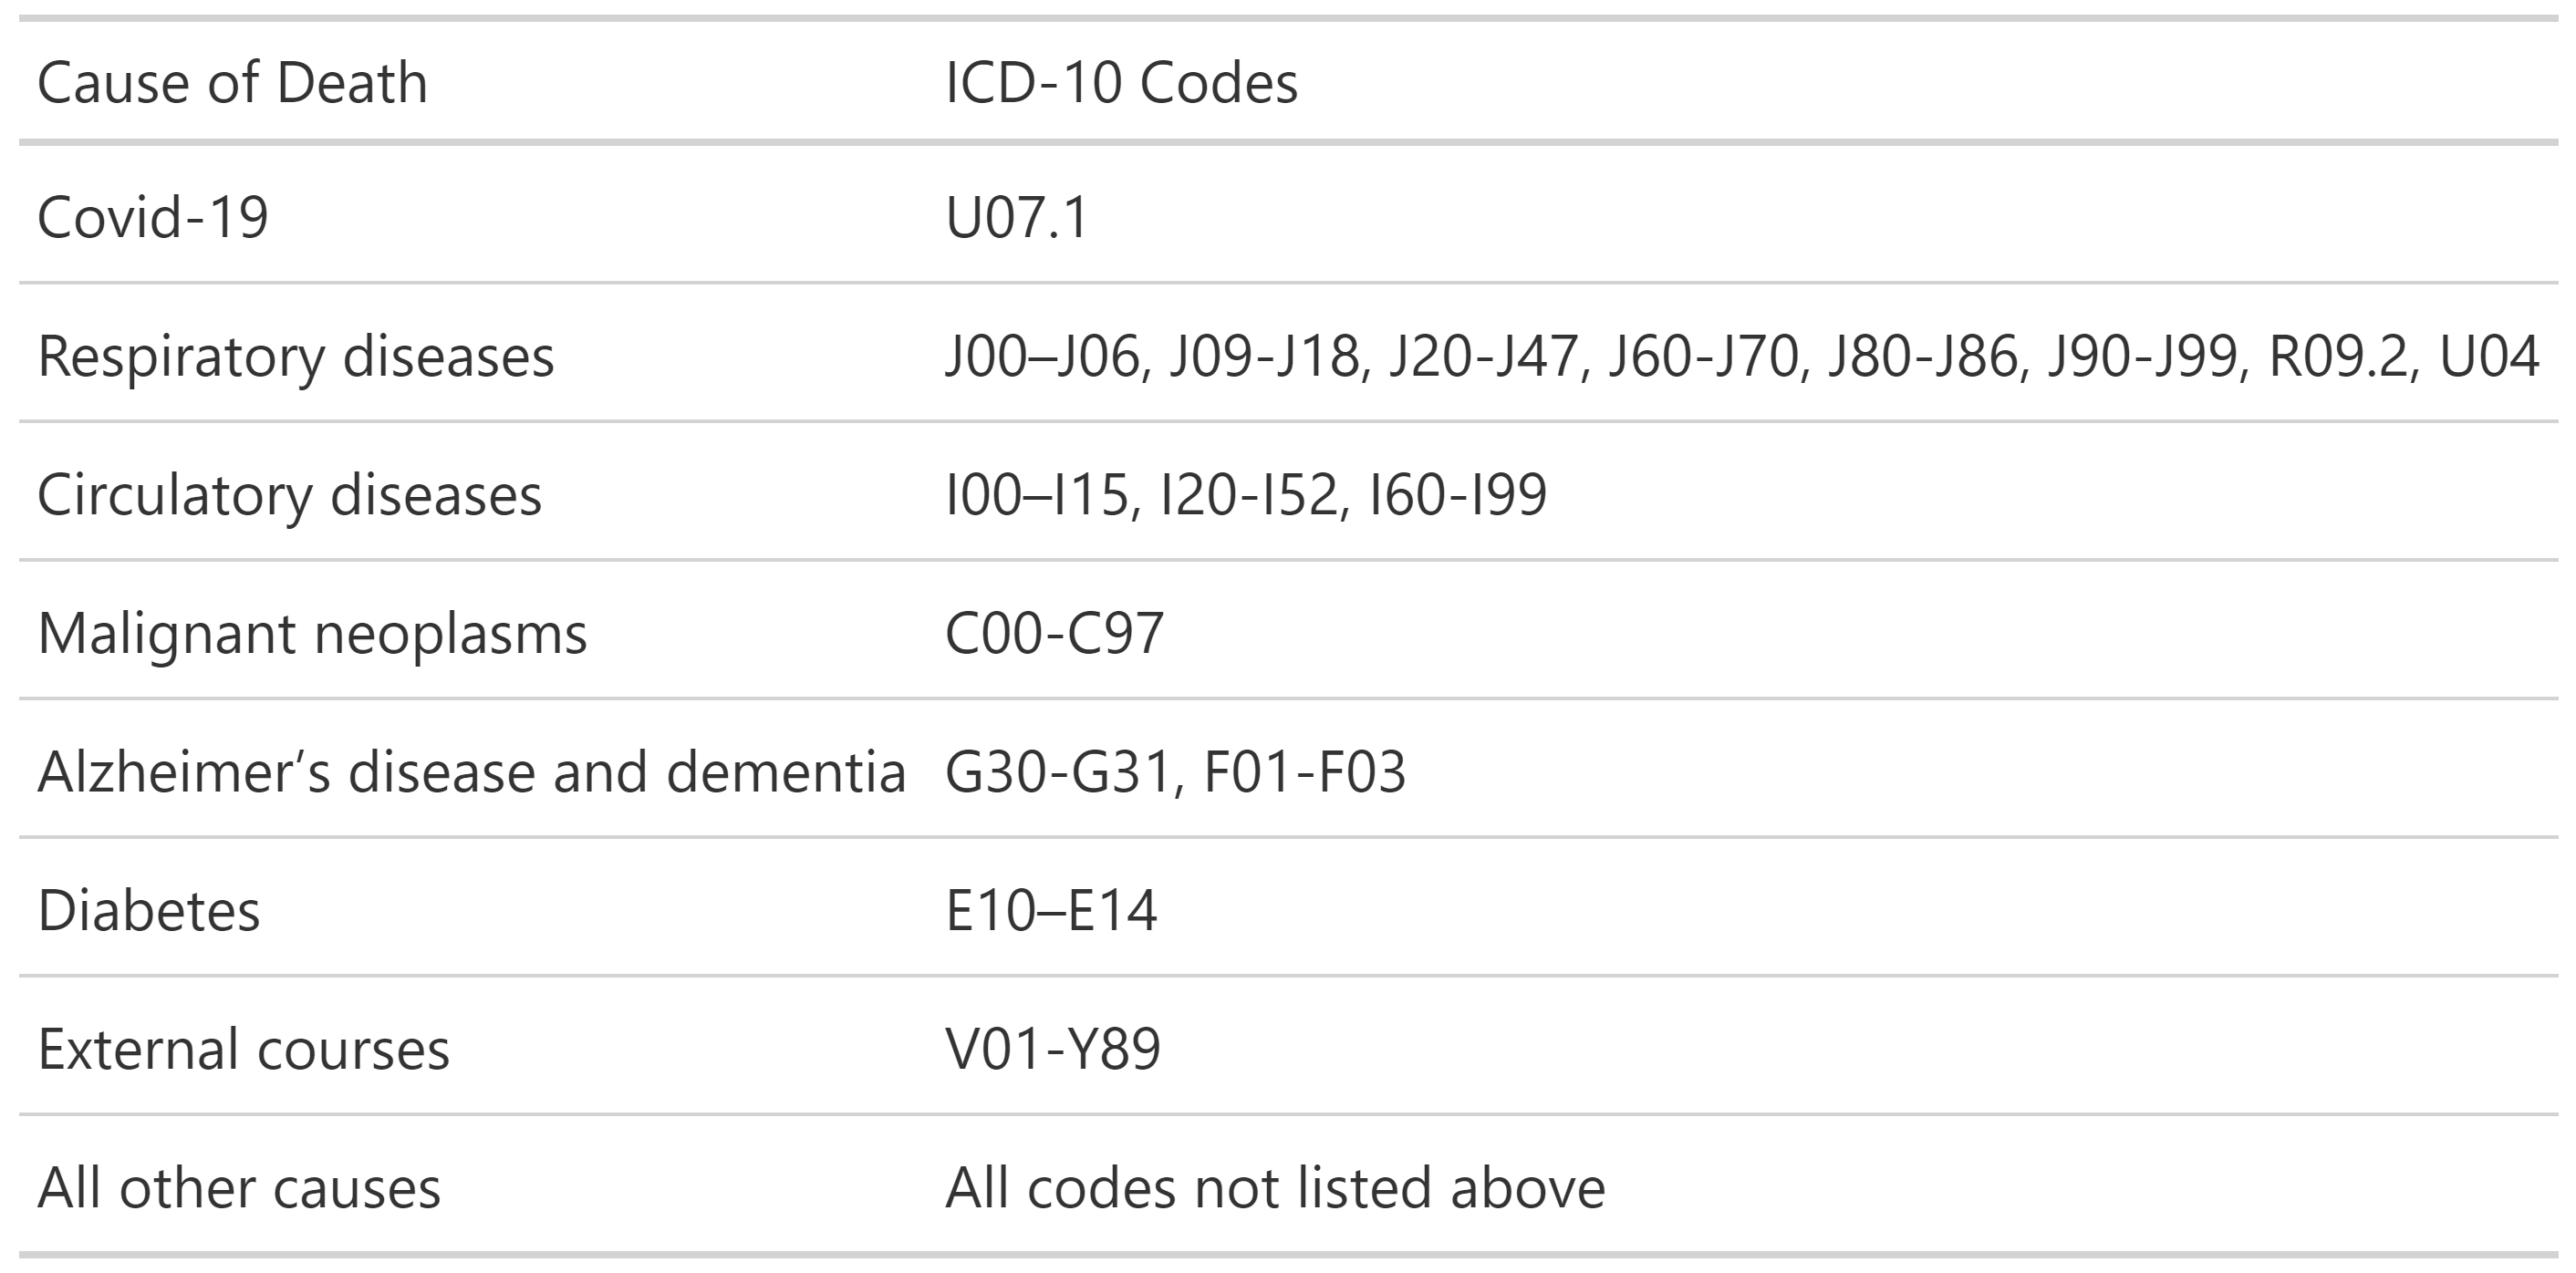 Cause of Death ICD-10 Codes
Covid-19 U07.1
Respiratory diseases J00–J06, J09-J18, J20-J47, J60-J70, J80-J86, J90-J99, R09.2, U04
Circulatory diseases I00–I15, I20-I52, I60-I99
Malignant neoplasms C00-C97
Alzheimer’s disease and dementia G30-G31, F01-F03
Diabetes E10–E14
External courses V01-Y89
All other causes All codes not listed above